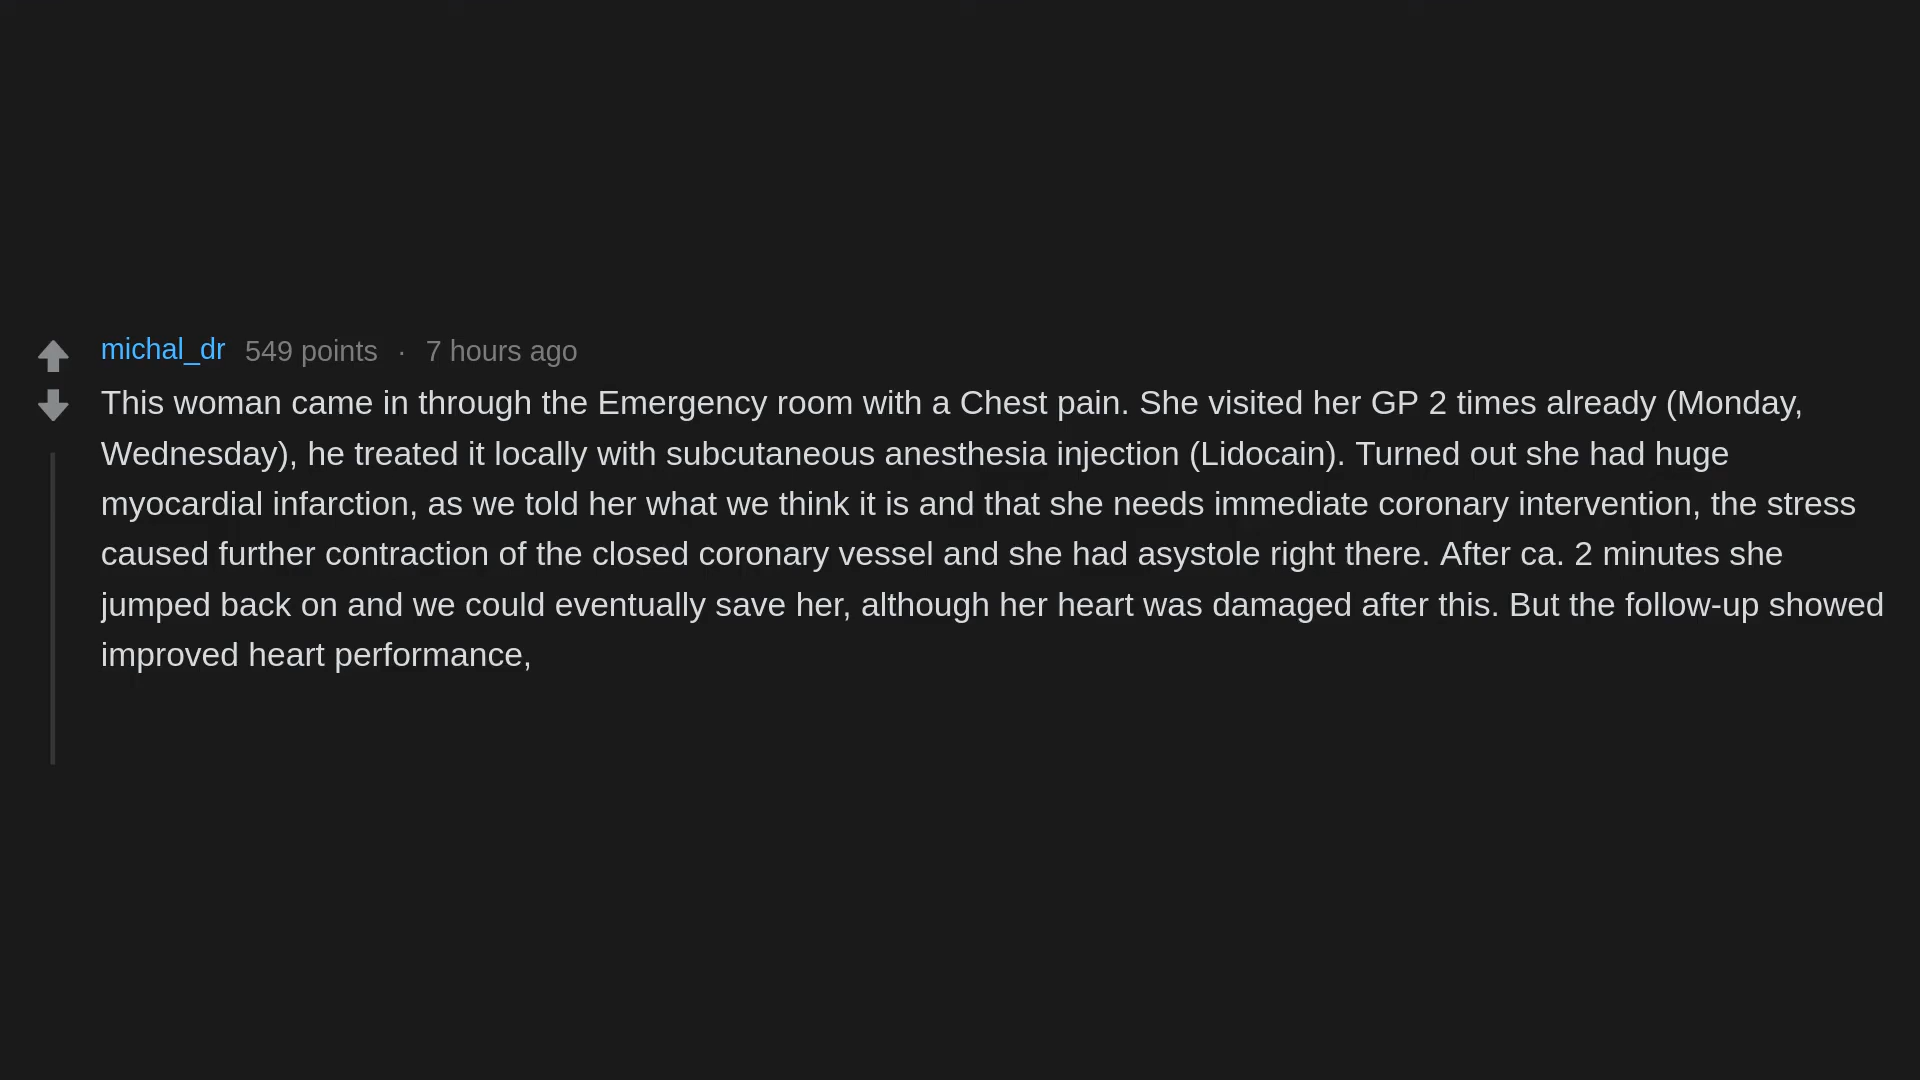 michal_dr 549 points · 7 hours ago
This woman came in through the Emergency room with a Chest pain. She visited her GP 2 times already (Monday,
Wednesday), he treated it locally with subcutaneous anesthesia injection (Lidocain). Turned out she had huge
myocardial infarction, as we told her what we think it is and that she needs immediate coronary intervention, the stress
caused further contraction of the closed coronary vessel and she had asystole right there. After ca. 2 minutes she
jumped back on and we could eventually save her, although her heart was damaged after this. But the follow-up showed
improved heart performance,